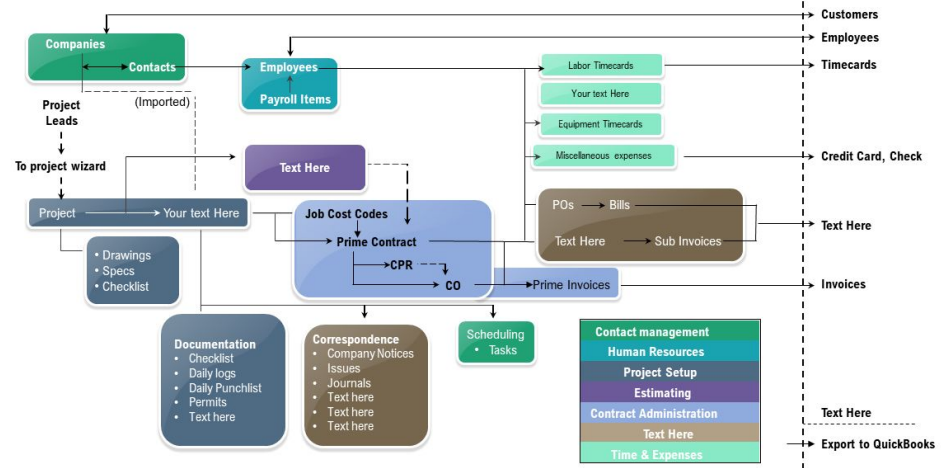 Customers
Companies
Employees
Contacts
Employees
Labor Timecards
Timecards
Payroll Items
Your text Here
(Imported)
Project
Leads
Equipment Timecards
To project wizard
Text Here
Miscellaneous expenses
Credit Card, Check
Project
Your text Here
Job Cost Codes
POs
Bills
Text Here
Prime Contract
Text Here
Sub Invoices
• Drawings
• Specs
• Checklist
CPR
CO
Prime Invoices
Invoices
Documentation
• Checklist
• Daily logs
• Daily Punchlist
• Permits
• Text here
Correspondence
• Company Notices
• Issues
• Journals
• Text here
• Text here
• Text here
Scheduling
• Tasks
Contact management
Human Resources
Project Setup
Estimating
Contract Administration
Text Here
Time & Expenses
Text Here
Export to QuickBooks